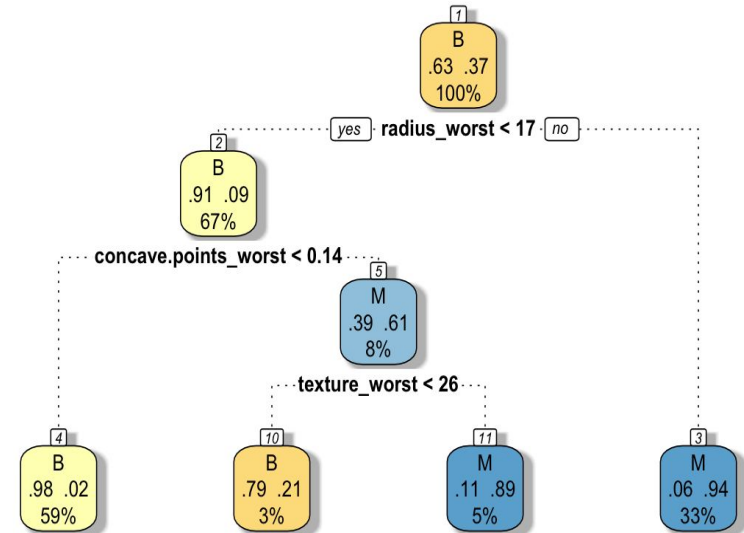 1
B
.63 .37
100%
yes radius_worst < 17 no
2
B
.91 .09
67%
concave.points_worst < 0.14
5
M
.39 .61
8%
texture_worst < 26
4
B
.98 .02
59%
10
B
.79 .21
3%
11
M
.11 .89
5%
3
M
.06 .94
33%